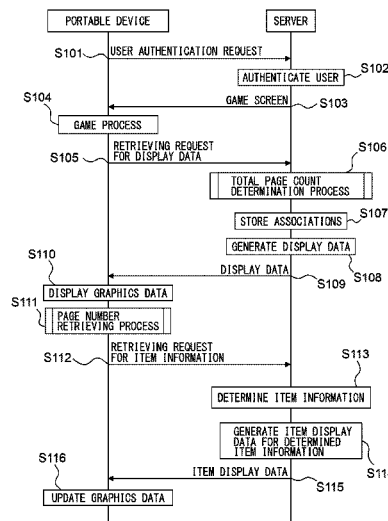 PORTABLE DEVICE
SERVER
S101
USER AUTHENTICATION REQUEST
S102
AUTHENTICATE USER
S104
GAME SCREEN
S103
GAME PROCESS
S105
RETRIEVING REQUEST
FOR DISPLAY DATA
S106
TOTAL PAGE COUNT
DETERMINATION PROCESS
S107
STORE ASSOCIATIONS
GENERATE DISPLAY DATA
S108
S110
DISPLAY DATA
S109
DISPLAY GRAPHICS DATA
S111
PAGE NUMBER
RETRIEVING PROCESS
S112
RETRIEVING REQUEST
FOR ITEM INFORMATION
S113
DETERMINE ITEM INFORMATION
GENERATE ITEM DISPLAY
DATA FOR DETERMINED
ITEM INFORMATION
S116
ITEM DISPLAY DATA
S115
UPDATE GRAPHICS DATA